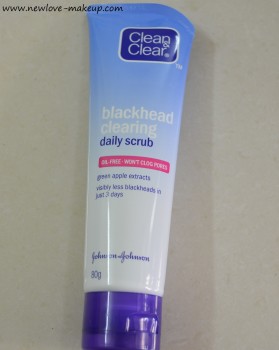 www.newlove-makeup.com
Clean &
Clear
™
blackhead
clearing
daily scrub
OIL-FREE·WON'T CLOG PORES
green apple extracts
visibly less blackheads in
just 3 days
Johnson & Johnson
80g